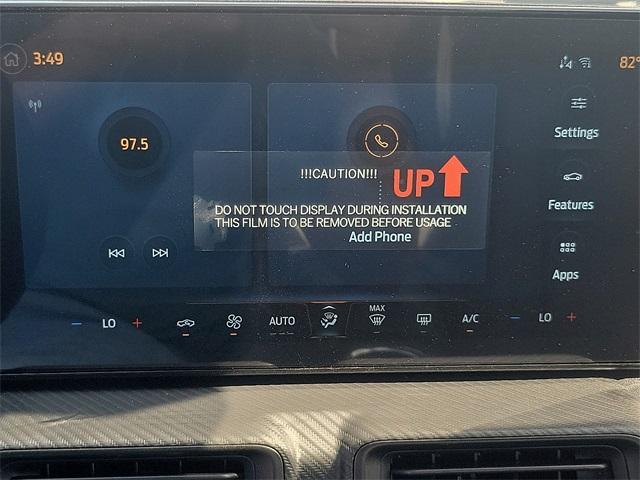 3:49
82°
97.5
Settings
!!!CAUTION!!!
UP
Features
DO NOT TOUCH DISPLAY DURING INSTALLATION
THIS FILM IS TO BE REMOVED BEFORE USAGE
Add Phone
Apps
LO
AUTO
MAX
A/C
LO